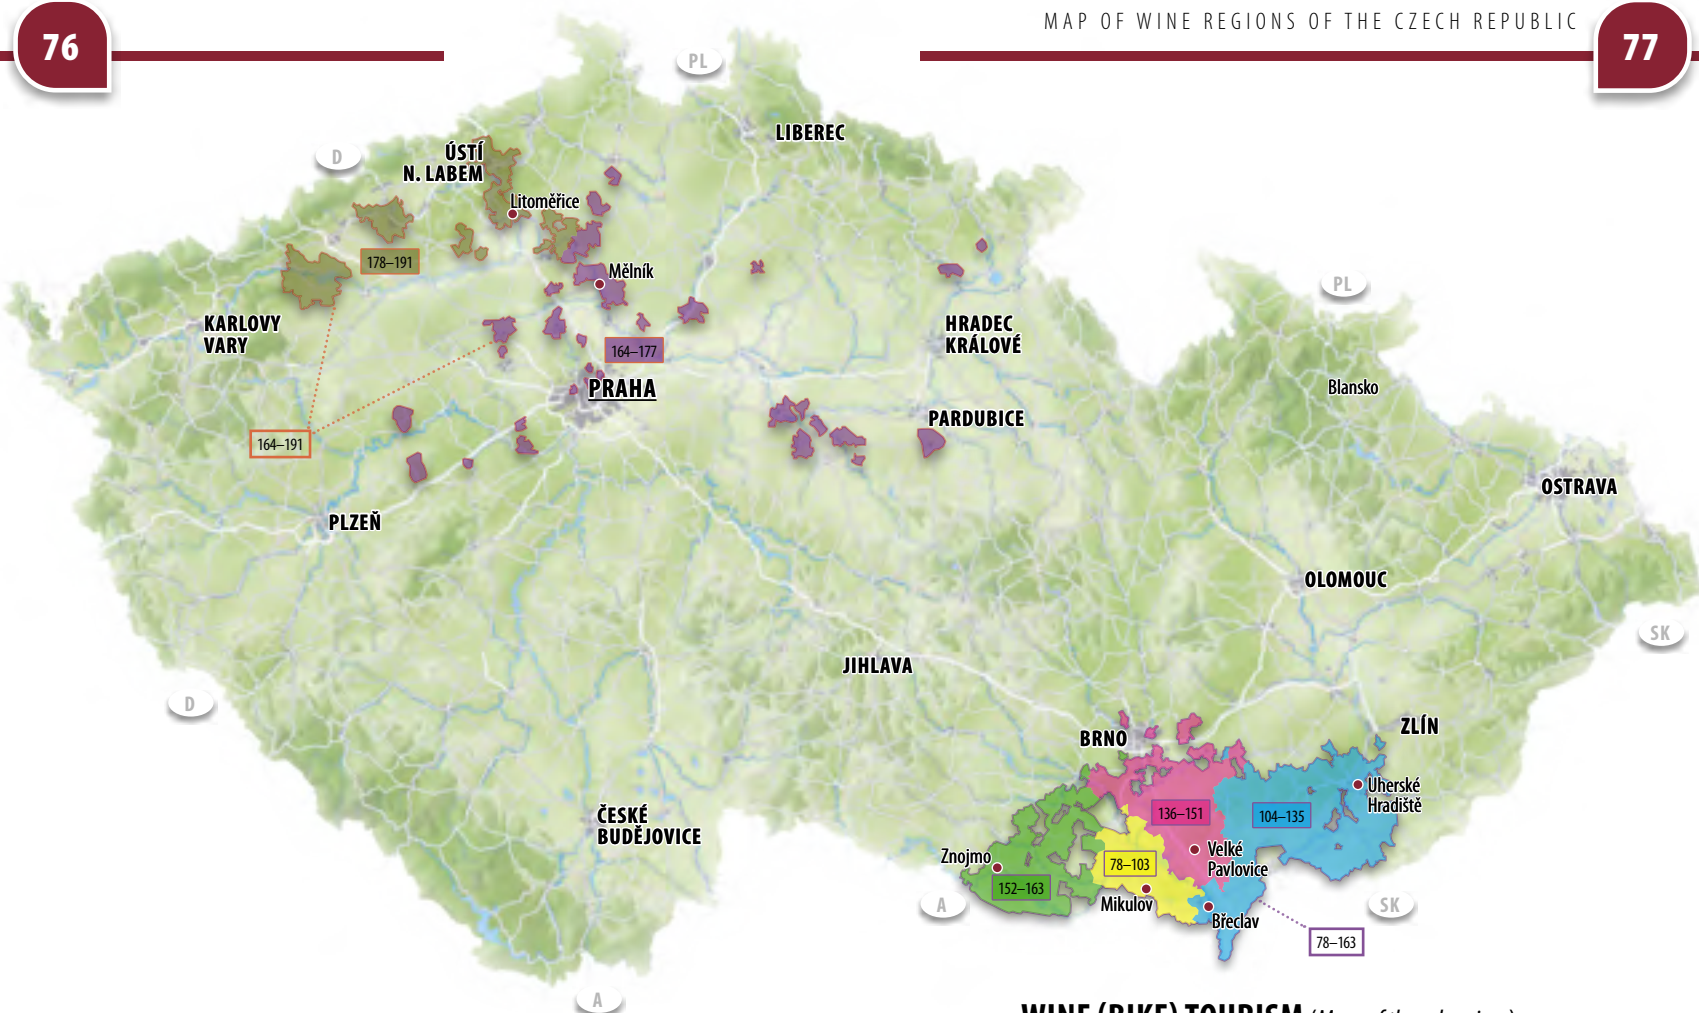 76
MAP OF WINE REGIONS OF THE CZECH REPUBLIC
77
PL
LIBEREC
D
ÚSTÍ
N. LABEM
Litoměřice
178–191
Mělník
PL
KARLOVY
VARY
HRADEC
KRÁLOVÉ
164–177
PRAHA
Blansko
PARDUBICE
164–191
OSTRAVA
PLZEŇ
OLOMOUC
SK
JIHLAVA
D
ZLÍN
BRNO
Uherské
Hradiště
136–151
104–135
ČESKÉ
BUDĚJOVICE
Znojmo
78–103
Velké
Pavlovice
152–163
Mikulov
A
SK
Břeclav
78–163
A